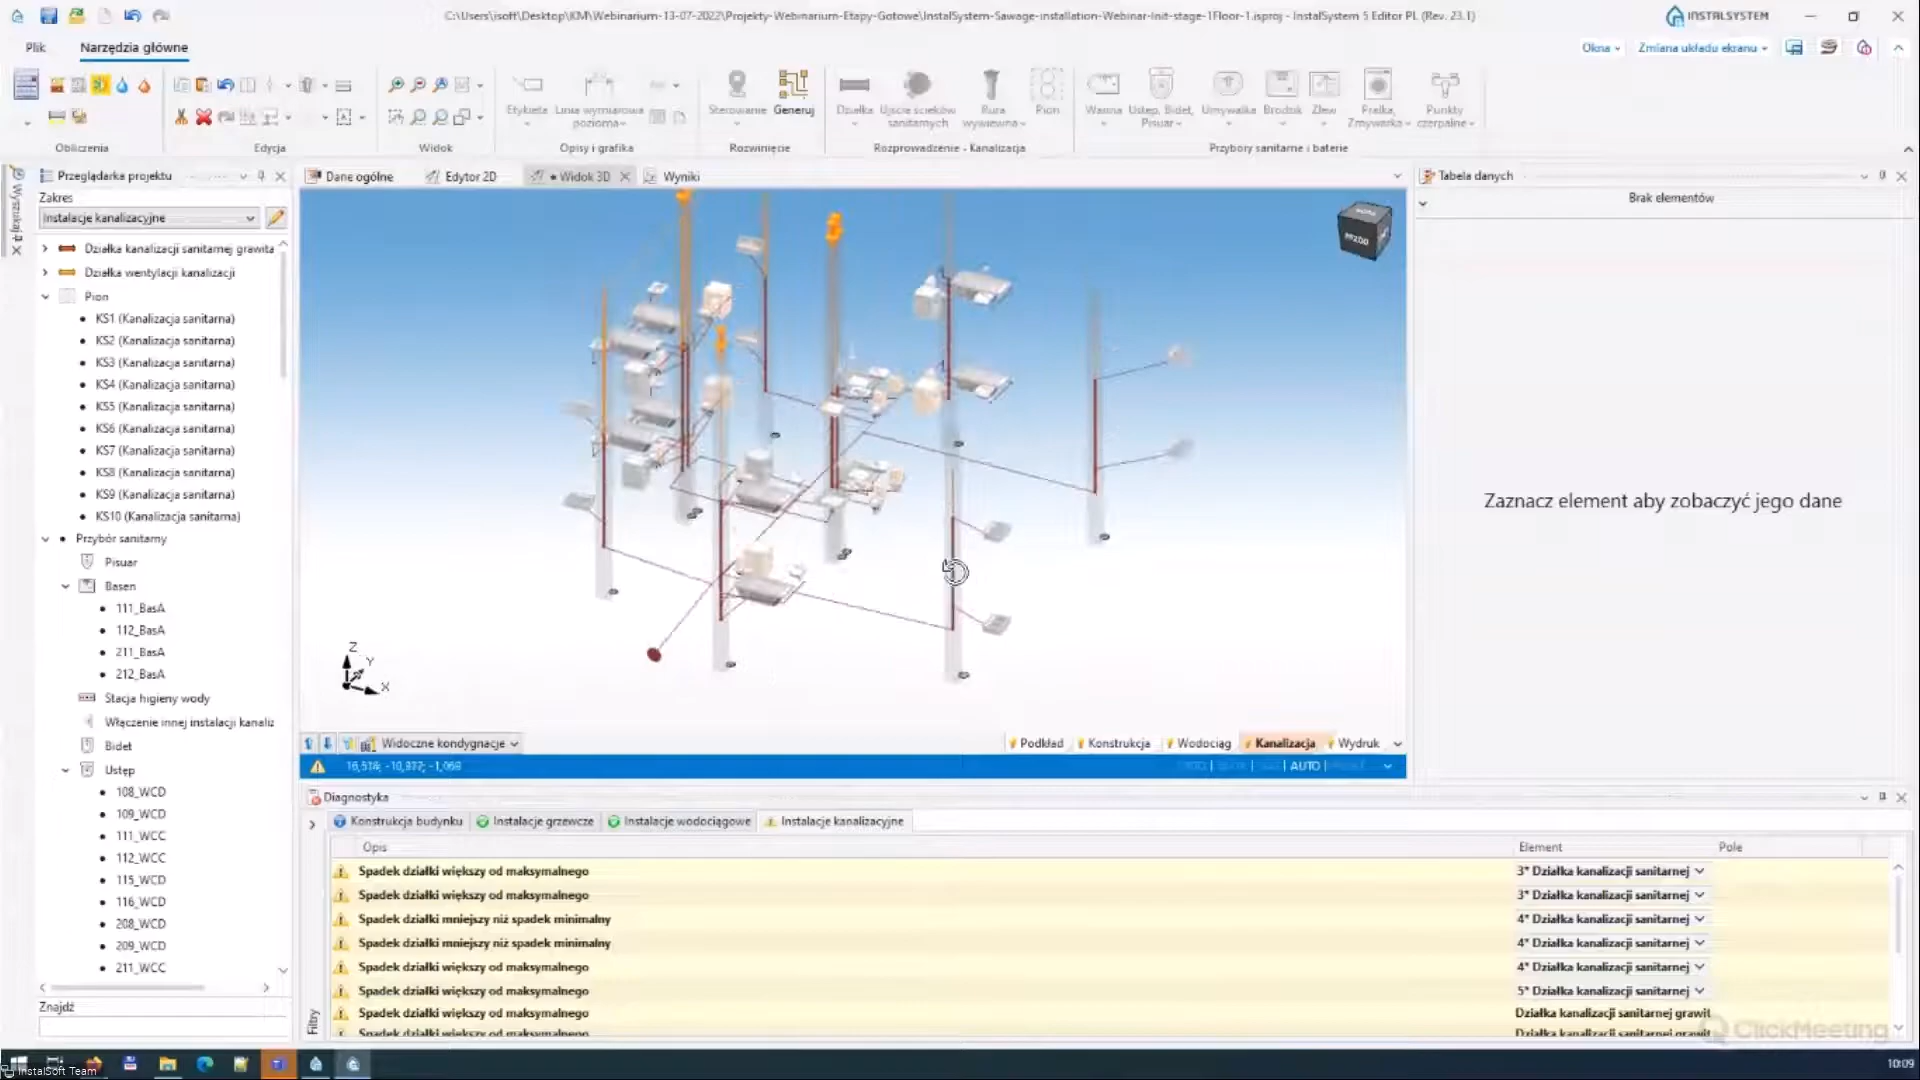 C:\Users\isoft\Desktop\KM\Webinarium-13-07-2022\Projekty-Webinarium-Etapy-Gotowe\InstalSystem-Sawage-installation-Webinar-Init-stage-1Floor-1.isproj - InstalSystem 5 Editor PL (Rev. 23.1)
INSTALSYSTEM
Plik
Narzędzia główne
Okna
Zmiana układu ekranu
Etykieta
Linia wymiarowa pozioma
Sterowanie
Generuj
Działka
Ujście ścieków sanitarnych
Rura wywiewna
Pion
Wanna
Ustęp, Bidet, Pisuar
Umywalka
Brodzik
Zlew
Pralka, Zmywarka
Punkty czerpalne
Obliczenia
Edycja
Widok
Opisy i grafika
Rozwinięcie
Rozprowadzenie - Kanalizacja
Przybory sanitarne i baterie
Wyszukaj
Przeglądarka projektu
Zakres
Instalacje kanalizacyjne
Działka kanalizacji sanitarnej grawita
Działka wentylacji kanalizacji
Pion
KS1 (Kanalizacja sanitarna)
KS2 (Kanalizacja sanitarna)
KS3 (Kanalizacja sanitarna)
KS4 (Kanalizacja sanitarna)
KS5 (Kanalizacja sanitarna)
KS6 (Kanalizacja sanitarna)
KS7 (Kanalizacja sanitarna)
KS8 (Kanalizacja sanitarna)
KS9 (Kanalizacja sanitarna)
KS10 (Kanalizacja sanitarna)
Przybór sanitarny
Pisuar
Basen
111_BasA
112_BasA
211_BasA
212_BasA
Stacja higieny wody
Włączenie innej instalacji kanaliz
Bidet
Ustęp
108_WCD
109_WCD
111_WCC
112_WCC
115_WCD
116_WCD
208_WCD
209_WCD
211_WCC
Znajdź
Dane ogólne
Edytor 2D
Widok 3D
Wyniki
Z
Y
X
Widoczne kondygnacje
Podkład
Konstrukcja
Wodociąg
Kanalizacja
Wydruk
AUTO
Tabela danych
Brak elementów
Zaznacz element aby zobaczyć jego dane
Diagnostyka
Konstrukcja budynku
Instalacje grzewcze
Instalacje wodociągowe
Instalacje kanalizacyjne
Filtry
Opis
Element
Pole
Spadek działki większy od maksymalnego
3* Działka kanalizacji sanitarnej
Spadek działki większy od maksymalnego
3* Działka kanalizacji sanitarnej
Spadek działki mniejszy niż spadek minimalny
4* Działka kanalizacji sanitarnej
Spadek działki mniejszy niż spadek minimalny
4* Działka kanalizacji sanitarnej
Spadek działki większy od maksymalnego
4* Działka kanalizacji sanitarnej
Spadek działki większy od maksymalnego
5* Działka kanalizacji sanitarnej
Spadek działki większy od maksymalnego
Działka kanalizacji sanitarnej grawit
Spadek działki większy od maksymalnego
Działka kanalizacji sanitarnej grawit
ClickMeeting
InstalSoft Team
10:09